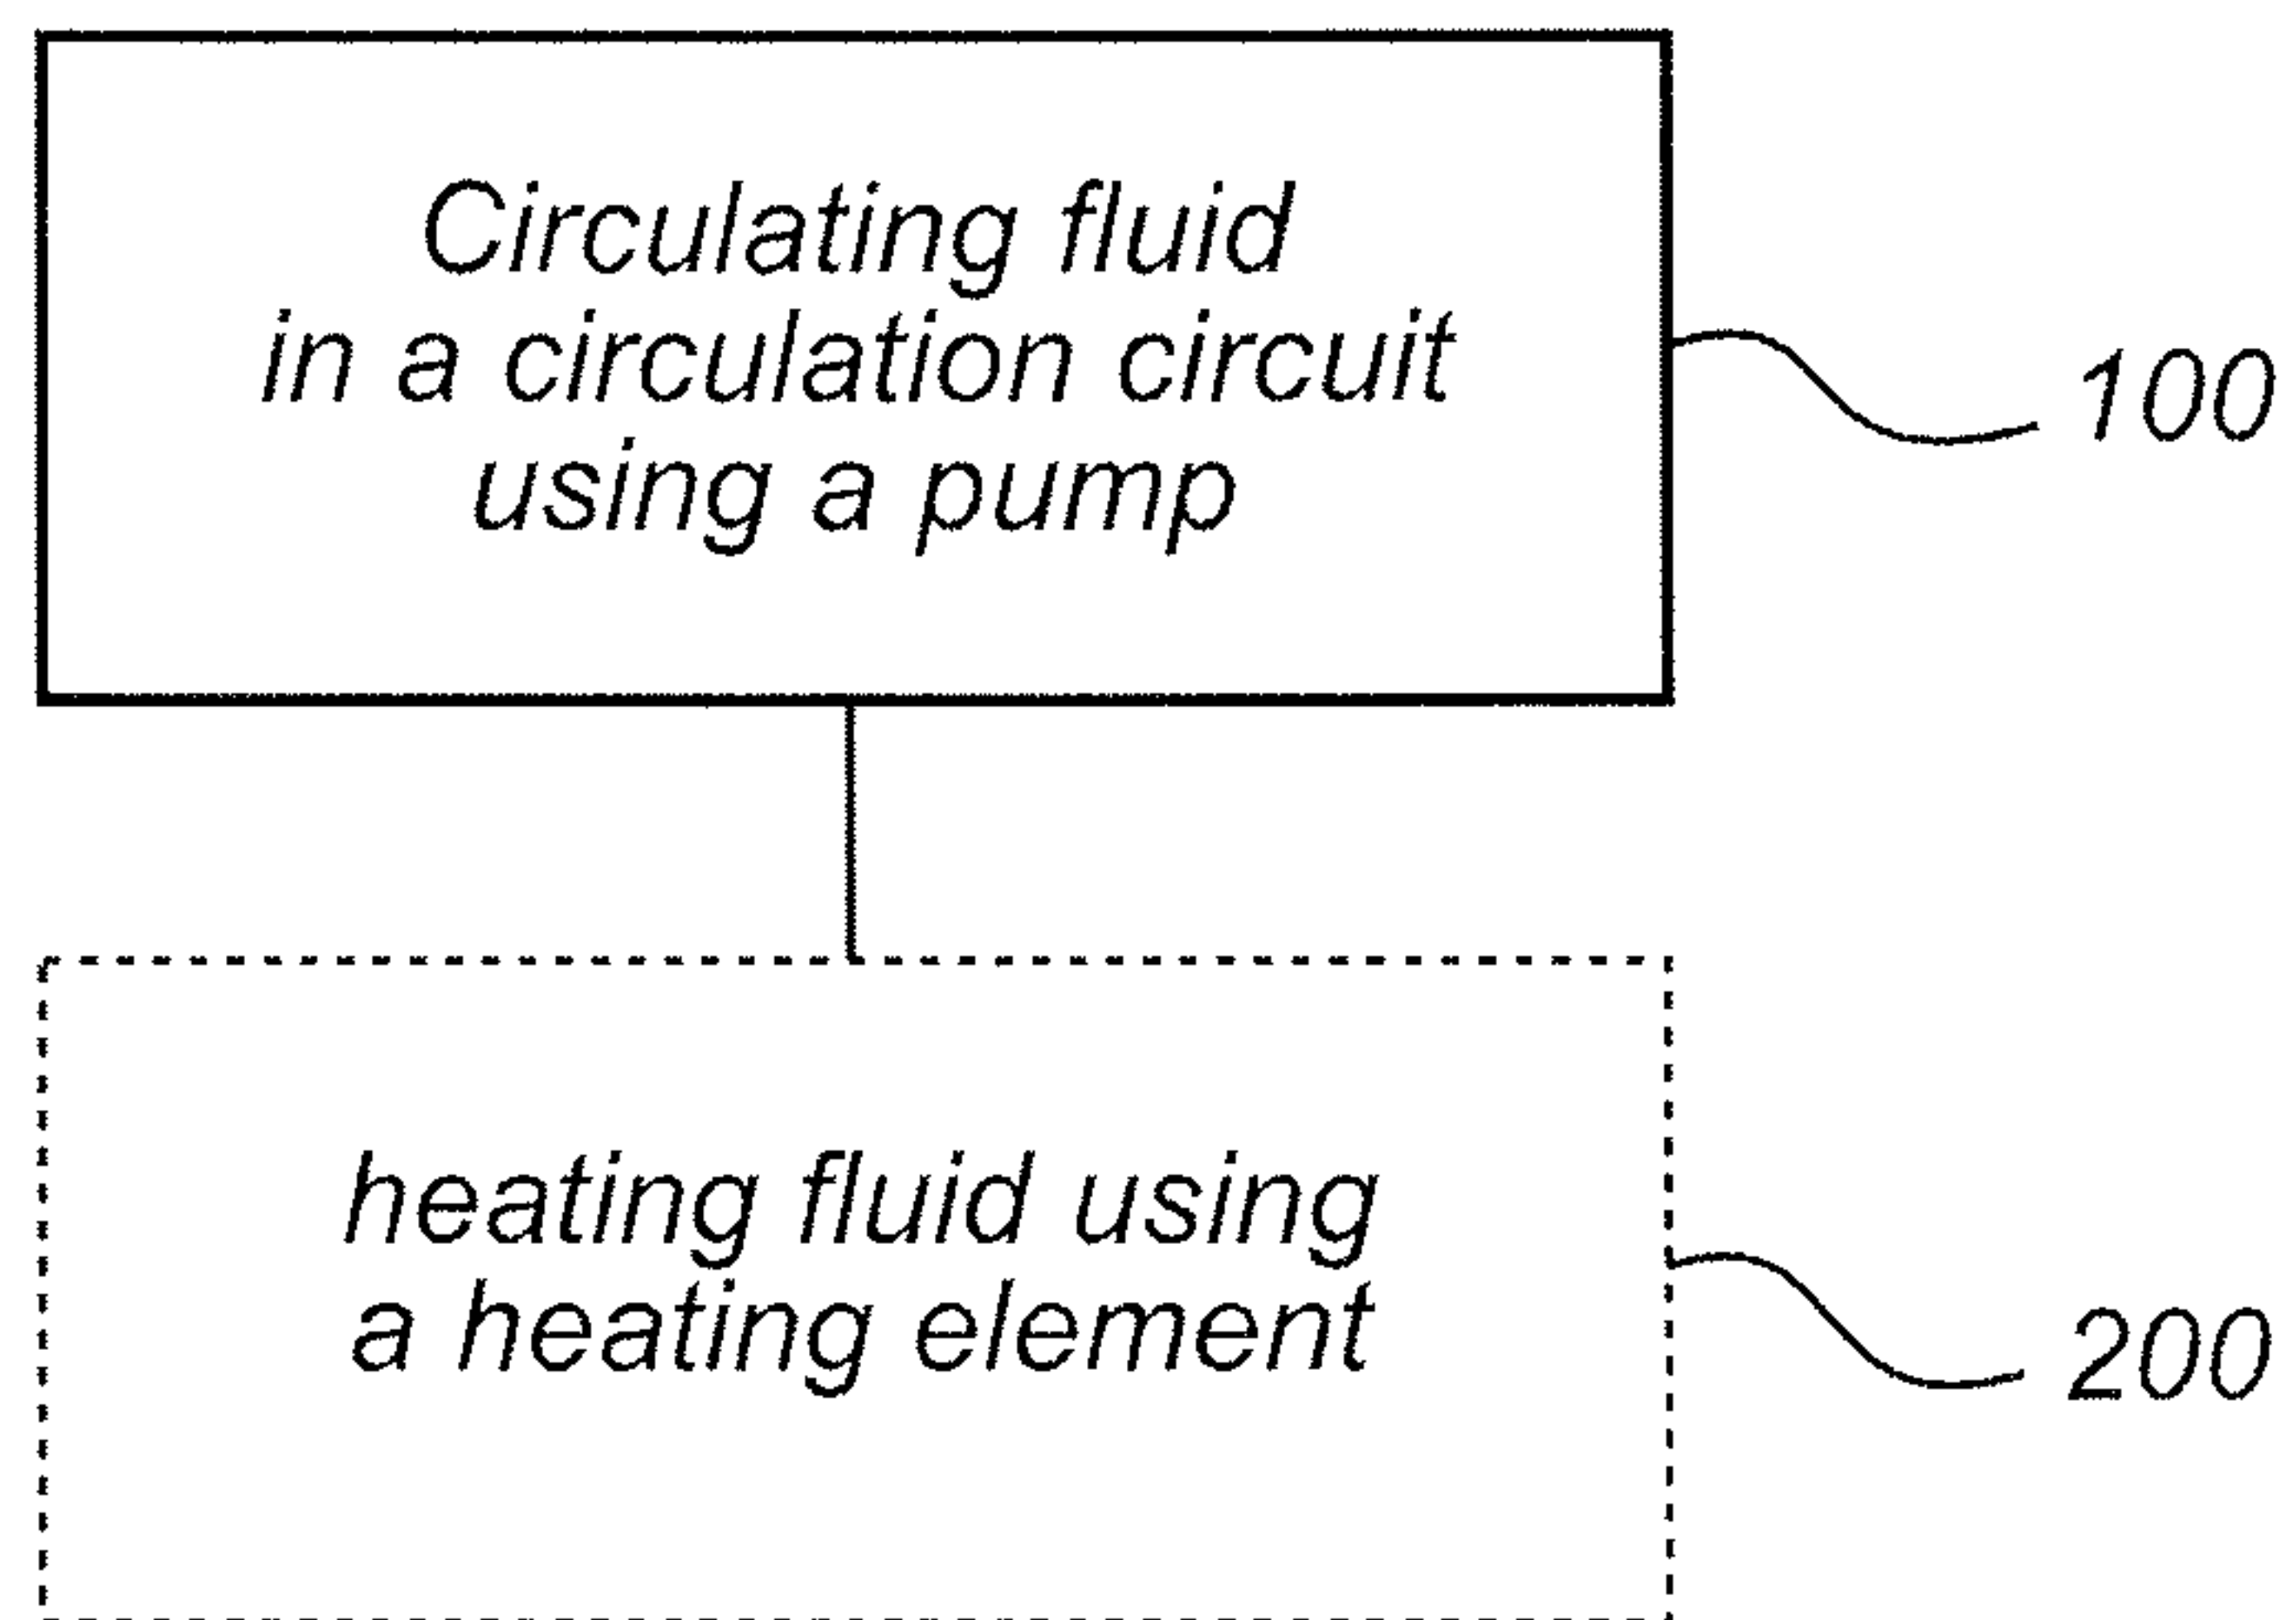 Circulating fluid
in a circulation circuit
using a pump
100
heating fluid using
a heating element
200